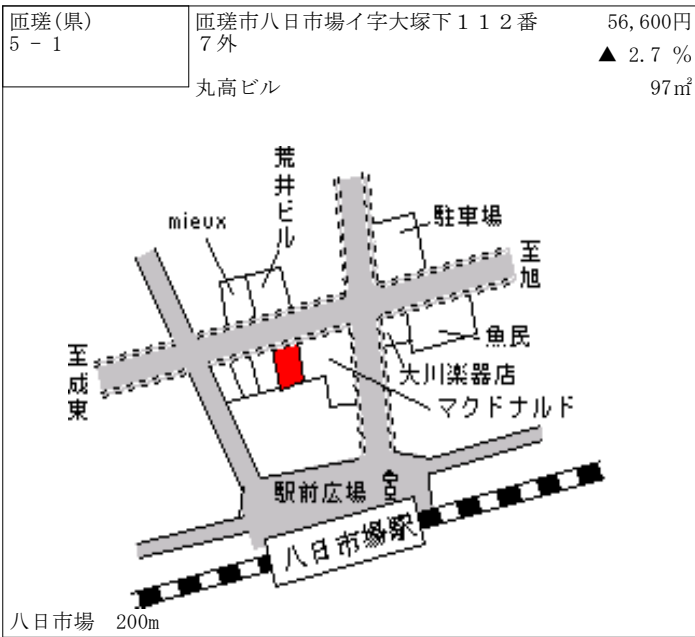 匝瑳(県)
5 - 1
匝瑳市八日市場イ字大塚下１１２番
７外
丸高ビル
56,600円
▲ 2.7 %
97㎡
荒井ビル
mieux
駐車場
至旭
魚民
大川楽器店
マクドナルド
至成東
駅前広場
八日市場駅
八日市場 200m